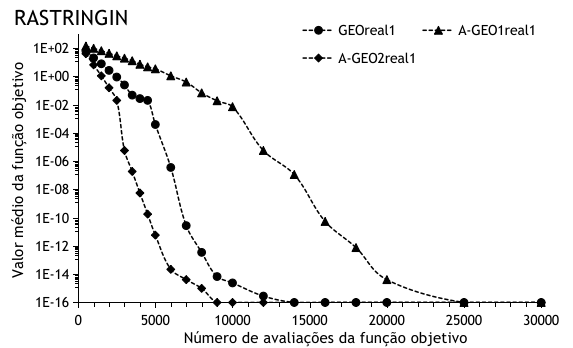 RASTRINGIN
GEOreal1
A-GEO1real1
A-GEO2real1
Valor médio da função objetivo
1E+02
1E+00
1E-02
1E-04
1E-06
1E-08
1E-10
1E-12
1E-14
1E-16
0 5000 10000 15000 20000 25000 30000
Número de avaliações da função objetivo